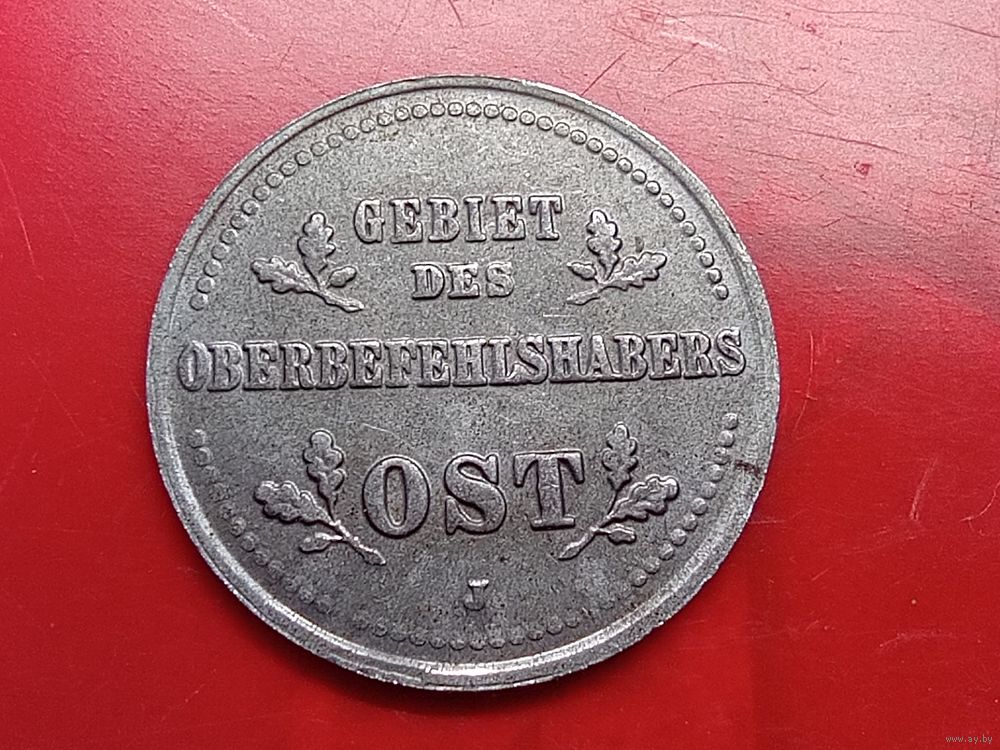 GEBIET
DES
OBERBEFEHLSHABERS
OST
J
www.ay.by